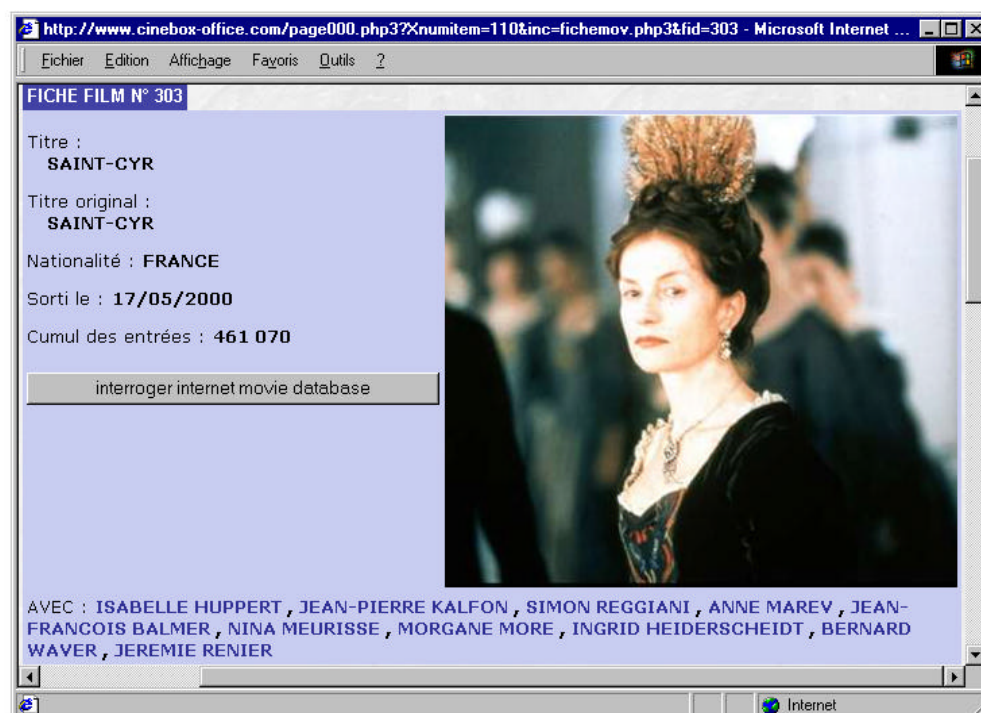 http://www.cinebox-office.com/page000.php3?Xnumitem=110&inc=fichemov.php3&fid=303 - Microsoft Internet ...
Fichier Edition Affichage Favoris Outils ?
FICHE FILM N° 303
Titre :
SAINT-CYR
Titre original :
SAINT-CYR
Nationalité : FRANCE
Sorti le : 17/05/2000
Cumul des entrées : 461 070
interroger internet movie database
AVEC : ISABELLE HUPPERT , JEAN-PIERRE KALFON , SIMON REGGIANI , ANNE MAREV , JEAN-
FRANCOIS BALMER , NINA MEURISSE , MORGANE MORE , INGRID HEIDERSCHEIDT , BERNARD
WAVER , JEREMIE RENIER
Internet